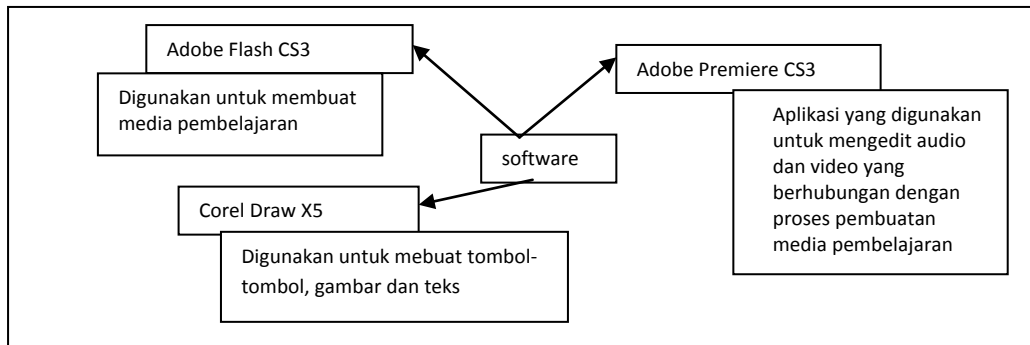 Adobe Flash CS3
Digunakan untuk membuat
media pembelajaran
Adobe Premiere CS3
Aplikasi yang digunakan
untuk mengedit audio
dan video yang
berhubungan dengan
proses pembuatan
media pembelajaran
software
Corel Draw X5
Digunakan untuk mebuat tombol-
tombol, gambar dan teks